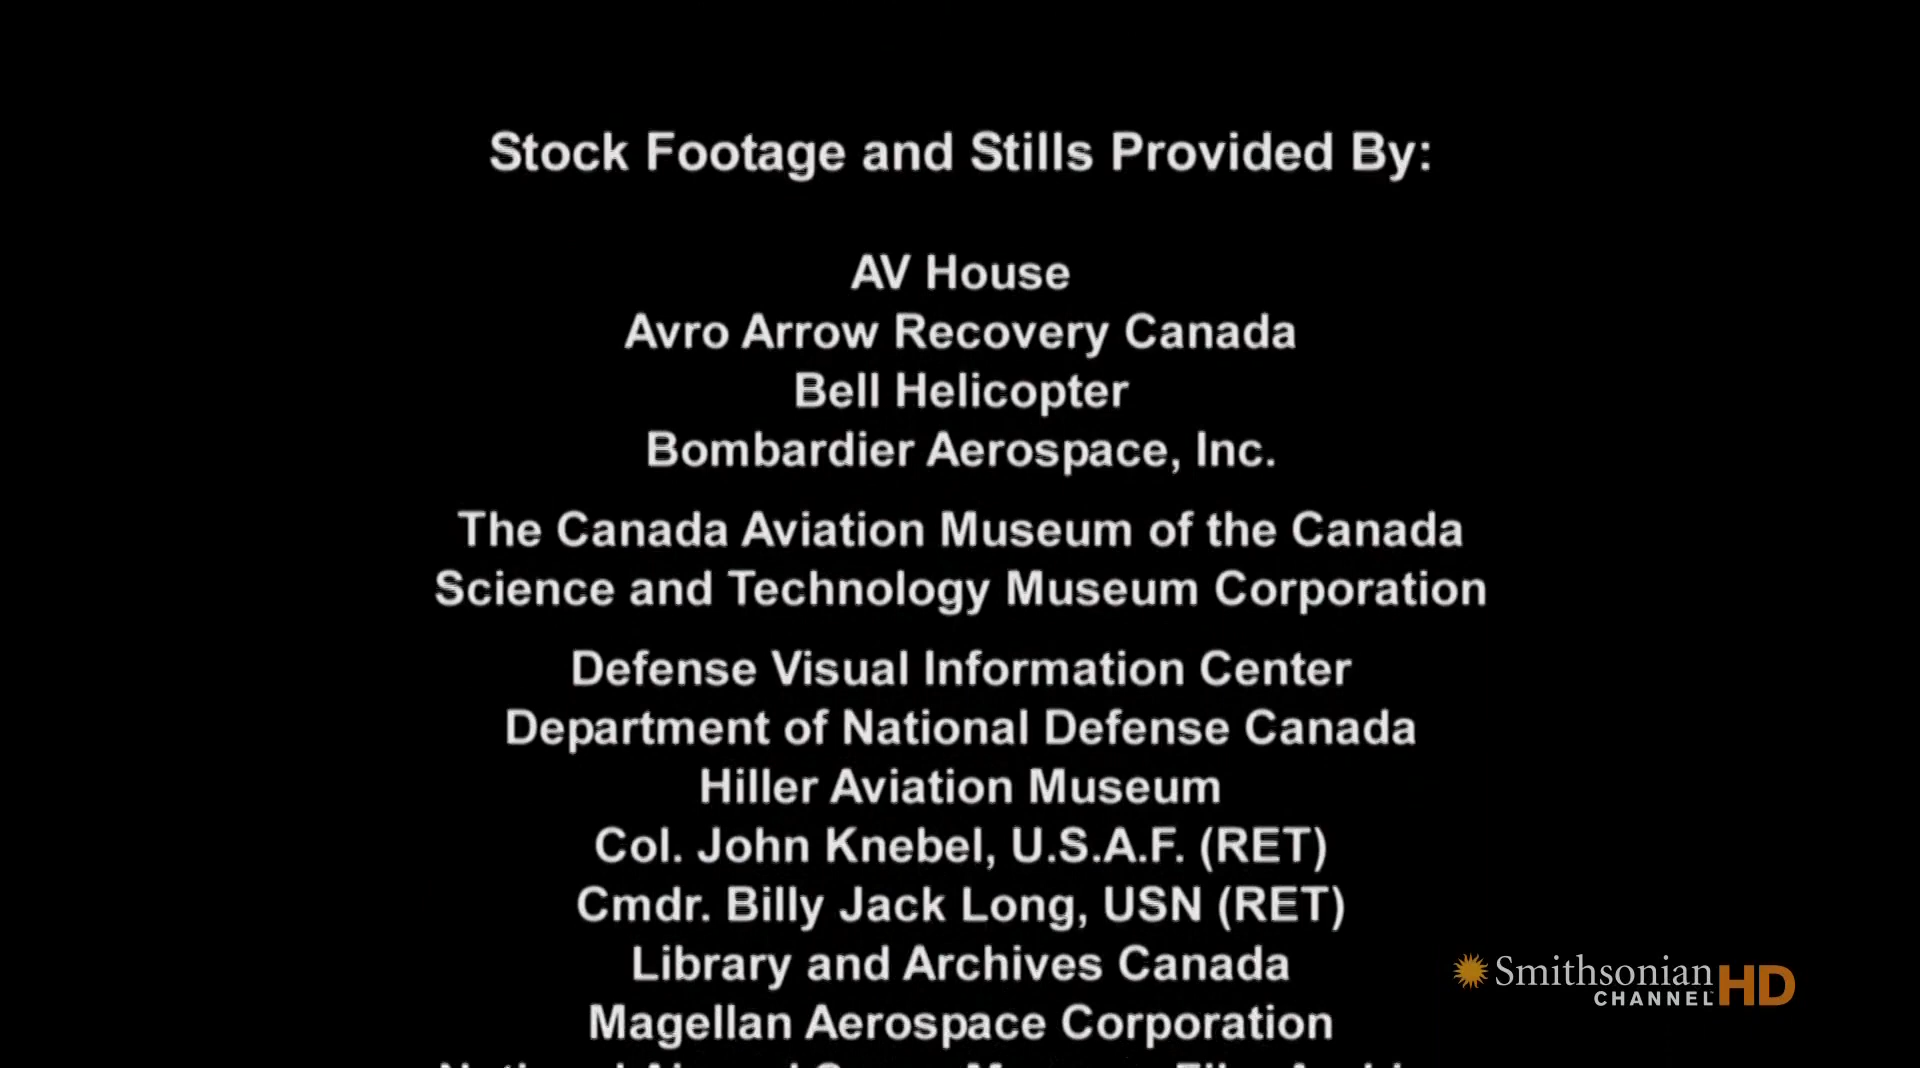 Stock Footage and Stills Provided By:
AV House
Avro Arrow Recovery Canada
Bell Helicopter
Bombardier Aerospace, Inc.
The Canada Aviation Museum of the Canada
Science and Technology Museum Corporation
Defense Visual Information Center
Department of National Defense Canada
Hiller Aviation Museum
Col. John Knebel, U.S.A.F. (RET)
Cmdr. Billy Jack Long, USN (RET)
Library and Archives Canada
Magellan Aerospace Corporation
Smithsonian
CHANNEL HD